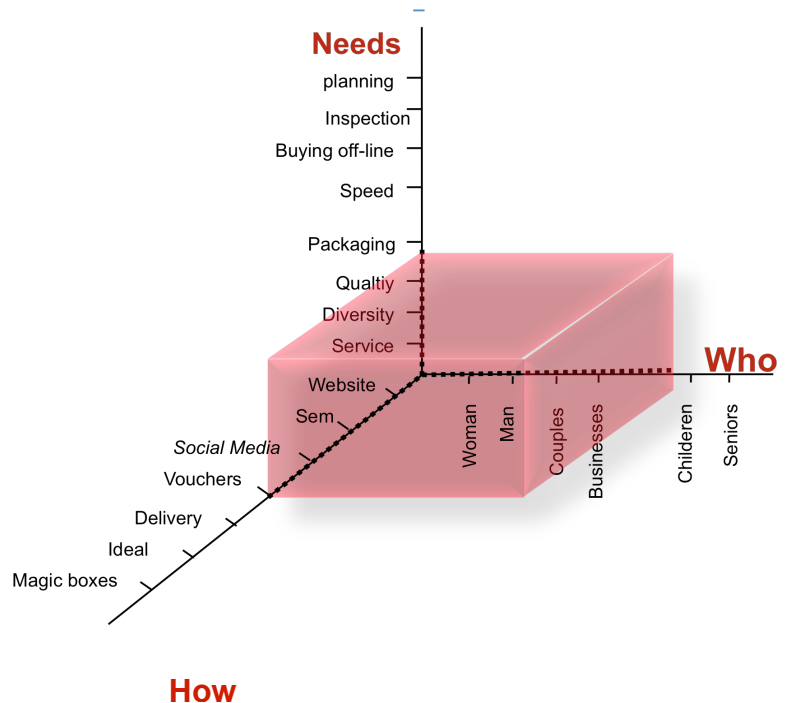 Needs
planning
Inspection
Buying off-line
Speed
Packaging
Qualtiy
Diversity
Service
Who
Website
Sem
Social Media
Vouchers
Delivery
Ideal
Magic boxes
Woman
Man
Couples
Businesses
Childeren
Seniors
How